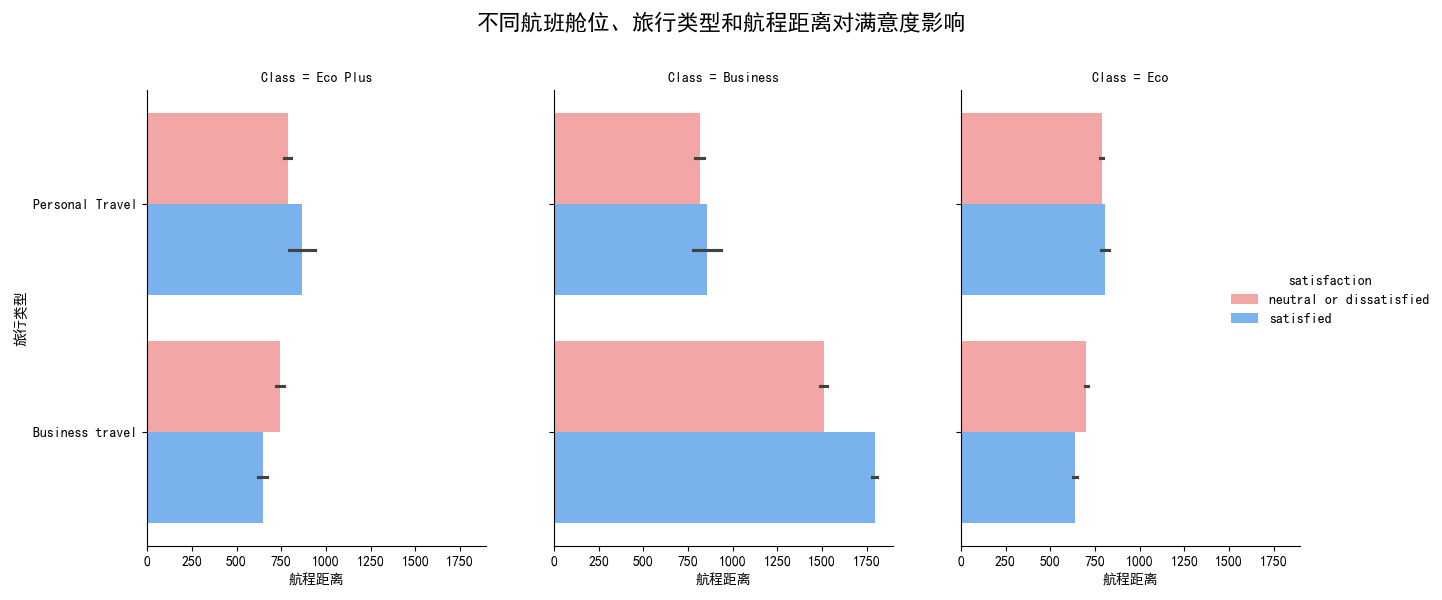 不同航班舱位、旅行类型和航程距离对满意度影响
Class = Eco Plus
Class = Business
Class = Eco
旅行类型
Personal Travel
Business travel
0 250 500 750 1000 1250 1500 1750
航程距离
0 250 500 750 1000 1250 1500 1750
航程距离
0 250 500 750 1000 1250 1500 1750
航程距离
satisfaction
neutral or dissatisfied
satisfied